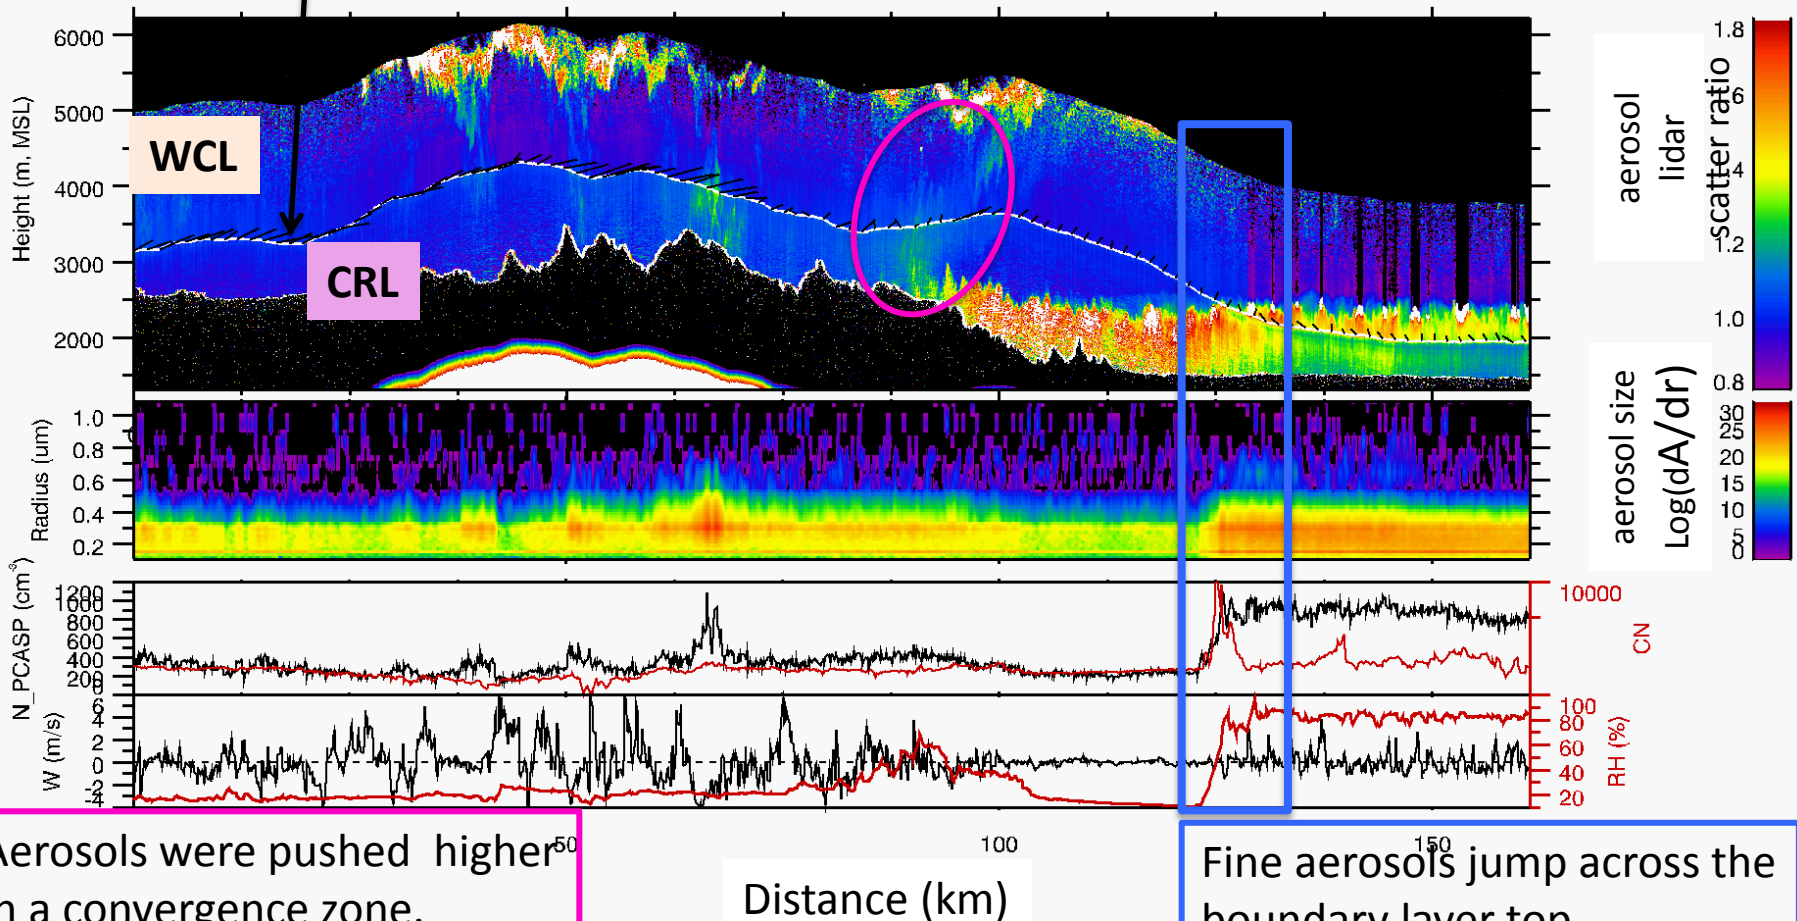 6000
5000
4000
3000
2000
Height (m, MSL)
WCL
CRL
aerosol
lidar
scatter ratio
1.8
1.6
1.4
1.2
1.0
0.8
1.0
0.8
0.6
0.4
0.2
Radius (um)
aerosol size
Log(dA/dr)
30
25
20
15
10
5
0
1200
1000
800
600
400
200
0
N_PCASP (cm⁻³)
10000
CN
6
4
2
0
-2
-4
W (m/s)
100
80
60
40
20
RH (%)
50
100
150
Distance (km)
Aerosols were pushed higher
a convergence zone.
Fine aerosols jump across the
boundary layer top